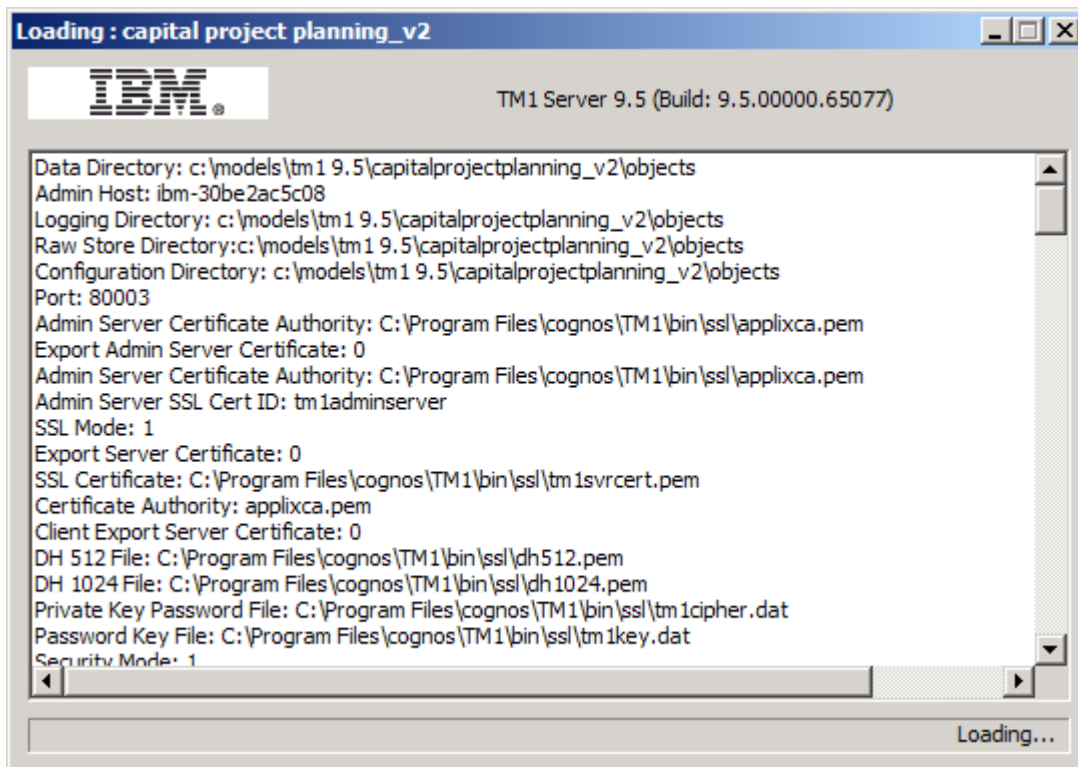 Loading : capital project planning_v2
IBM®
TM1 Server 9.5 (Build: 9.5.00000.65077)
Data Directory: c:\models\tm1 9.5\capitalprojectplanning_v2\objects
Admin Host: ibm-30be2ac5c08
Logging Directory: c:\models\tm1 9.5\capitalprojectplanning_v2\objects
Raw Store Directory:c:\models\tm1 9.5\capitalprojectplanning_v2\objects
Configuration Directory: c:\models\tm1 9.5\capitalprojectplanning_v2\objects
Port: 80003
Admin Server Certificate Authority: C:\Program Files\cognos\TM1\bin\ssl\applixca.pem
Export Admin Server Certificate: 0
Admin Server Certificate Authority: C:\Program Files\cognos\TM1\bin\ssl\applixca.pem
Admin Server SSL Cert ID: tm1adminserver
SSL Mode: 1
Export Server Certificate: 0
SSL Certificate: C:\Program Files\cognos\TM1\bin\ssl\tm1svrcert.pem
Certificate Authority: applixca.pem
Client Export Server Certificate: 0
DH 512 File: C:\Program Files\cognos\TM1\bin\ssl\dh512.pem
DH 1024 File: C:\Program Files\cognos\TM1\bin\ssl\dh1024.pem
Private Key Password File: C:\Program Files\cognos\TM1\bin\ssl\tm1cipher.dat
Password Key File: C:\Program Files\cognos\TM1\bin\ssl\tm1key.dat
Security Mode: 1
Loading...